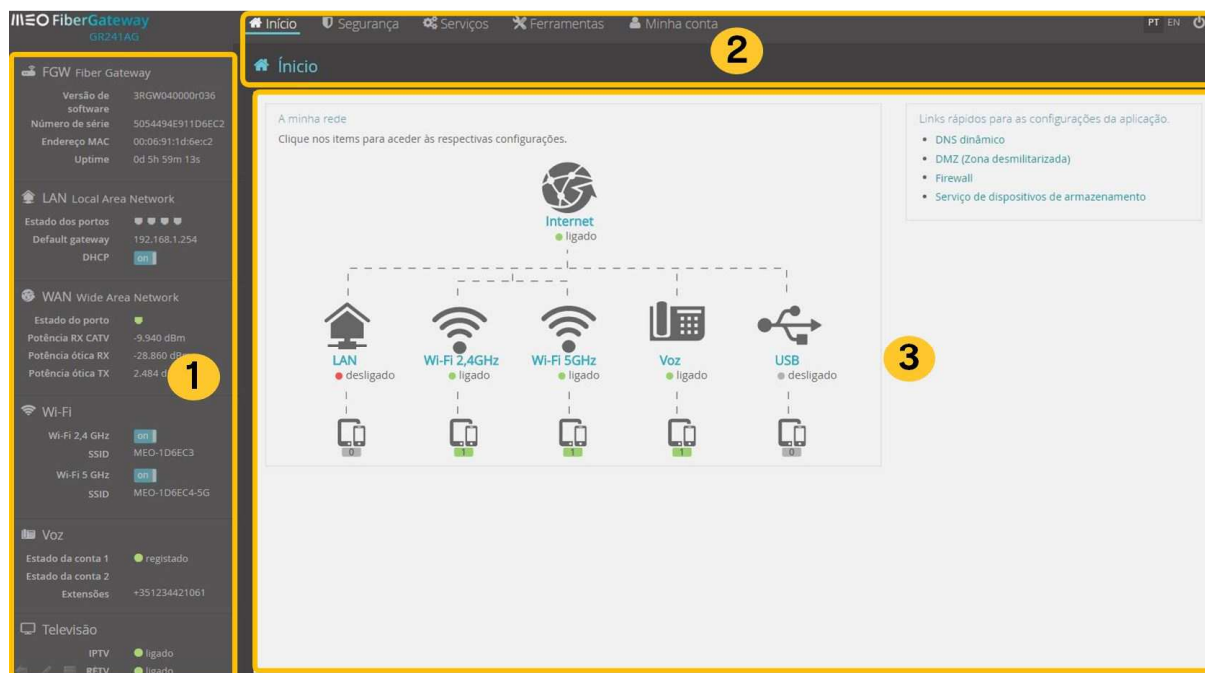 MEO FiberGateway
GR241AG
Início Segurança Serviços Ferramentas Minha conta
PT EN
2
Ínicio
FGW Fiber Gateway
Versão de software 3RGW040000r036
Número de série 5054494E911D6EC2
Endereço MAC 00:06:91:1d:6e:c2
Uptime 0d 5h 59m 13s
LAN Local Area Network
Estado dos portos
Default gateway 192.168.1.254
DHCP on
WAN Wide Area Network
Estado do porto
Potência RX CATV -9.940 dBm
Potência ótica RX -28.860
Potência ótica TX 2.484
1
Wi-Fi
Wi-Fi 2,4 GHz on
SSID MEO-1D6EC3
Wi-Fi 5 GHz on
SSID MEO-1D6EC4-5G
Voz
Estado da conta 1 registado
Estado da conta 2
Extensões +351234421061
Televisão
IPTV ligado
RFTV ligado
A minha rede
Clique nos items para aceder às respectivas configurações.
Internet
ligado
LAN Wi-Fi 2,4GHz Wi-Fi 5GHz Voz USB
desligado ligado ligado ligado desligado
0 1 1 1 0
3
Links rápidos para as configurações da aplicação.
DNS dinâmico
DMZ (Zona desmilitarizada)
Firewall
Serviço de dispositivos de armazenamento